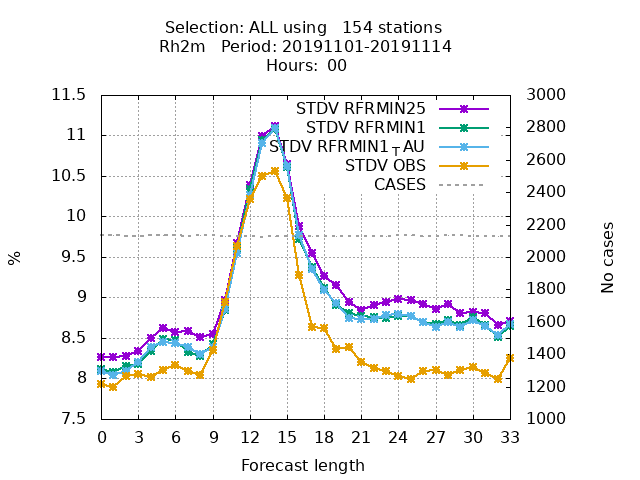 Selection: ALL using   154 stations
Rh2m   Period: 20191101-20191114
Hours:  00
STDV RFRMIN25
STDV RFRMIN1
STDV RFRMIN1┬AU
STDV OBS
CASES
11.5
11
10.5
10
9.5
9
8.5
8
7.5
%
3000
2800
2600
2400
2200
2000
1800
1600
1400
1200
1000
No cases
0 3 6 9 12 15 18 21 24 27 30 33
Forecast length